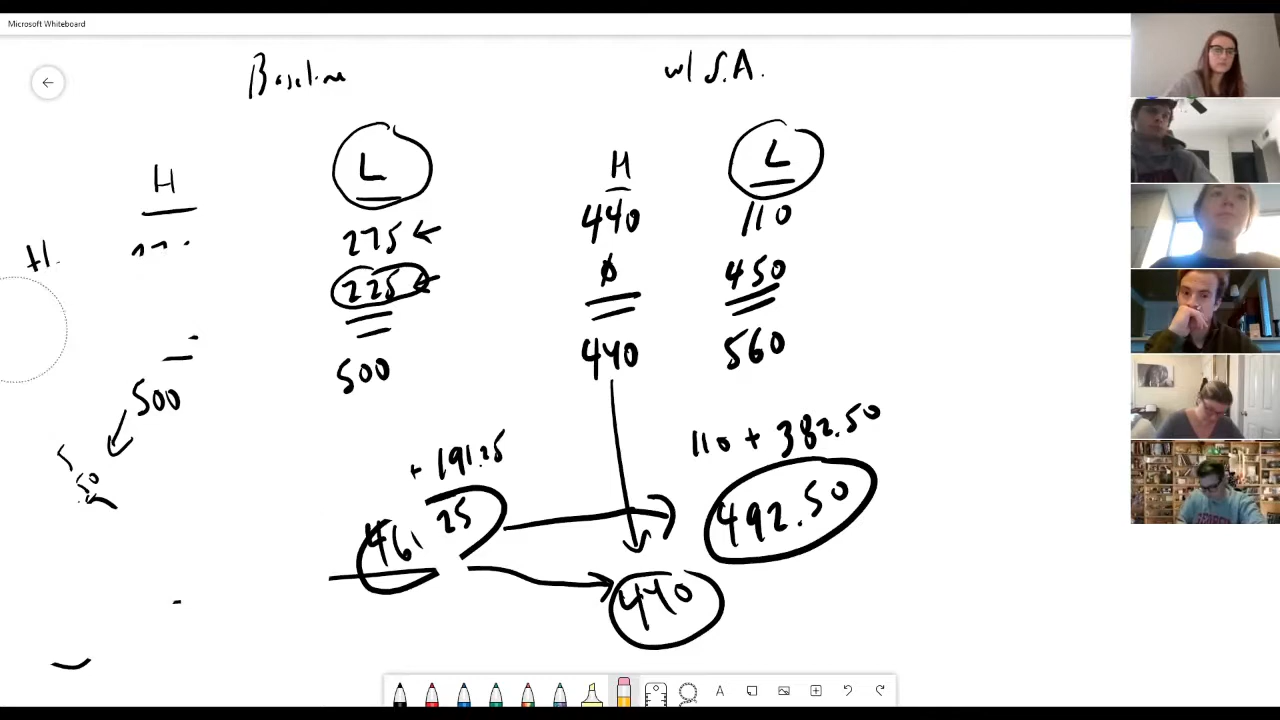 Microsoft Whiteboard
Baseline w/ S.A.
H L H L
H.
275 440 110
225 ∅ 450
500 500 440 560
+ 191.25 110 + 382.50
461 25 492.50
50
440
A